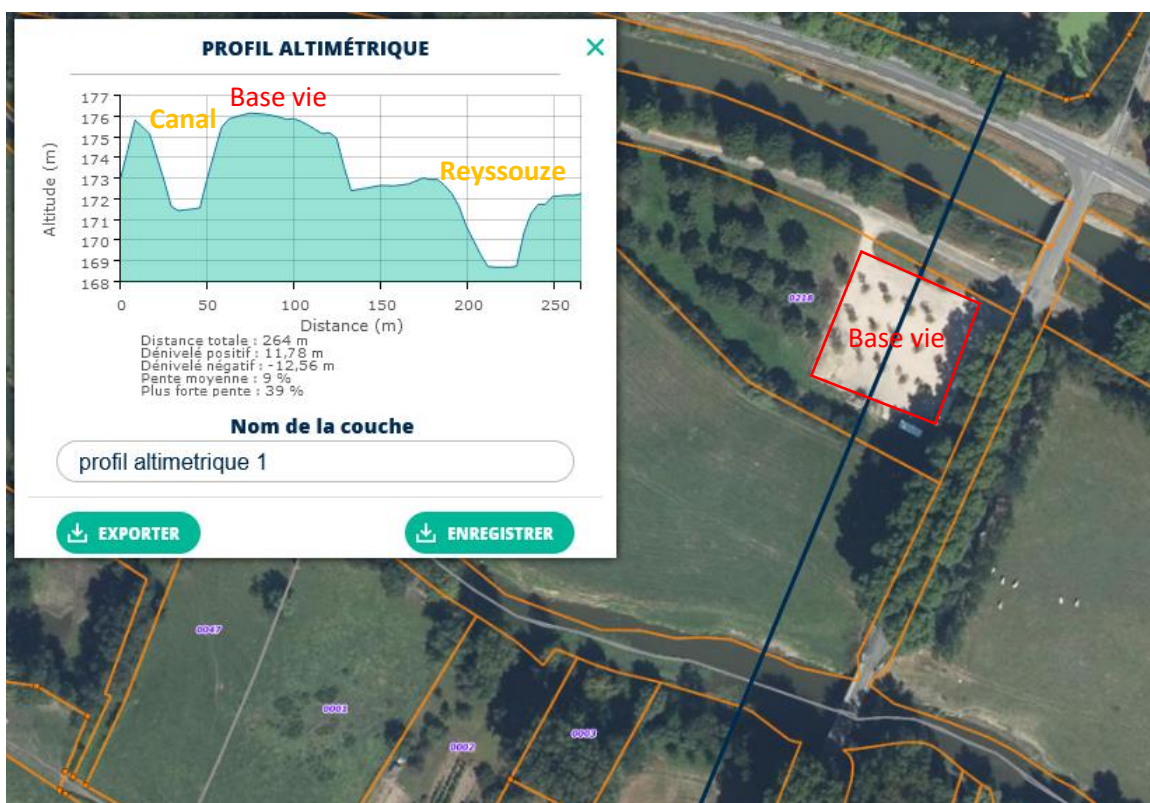 PROFIL ALTIMÉTRIQUE
Base vie
Canal
Reyssouze
Altitude (m)
177
176
175
174
173
172
171
170
169
168
0
50
100
150
200
250
Distance (m)
Distance totale : 264 m
Dénivelé positif : 11,78 m
Dénivelé négatif : -12,56 m
Pente moyenne : 9 %
Plus forte pente : 39 %
Nom de la couche
profil altimetrique 1
EXPORTER
ENREGISTRER
0218
Base vie
0047
0001
0002
0003